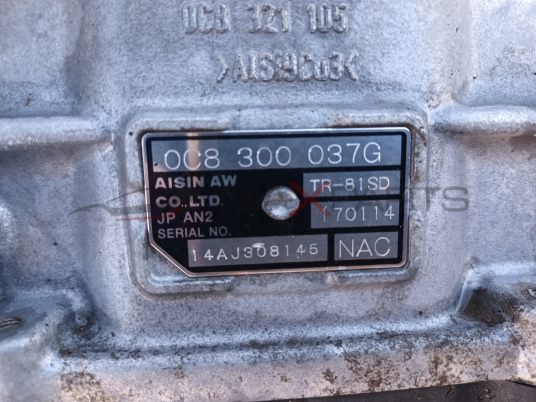 0C8 321 105
>AlSi9Cu3<
0C8 300 037G
AISIN AW TR-81SD
CO.,LTD. 170114
JP AN2
SERIAL NO.
14AJ308145 NAC